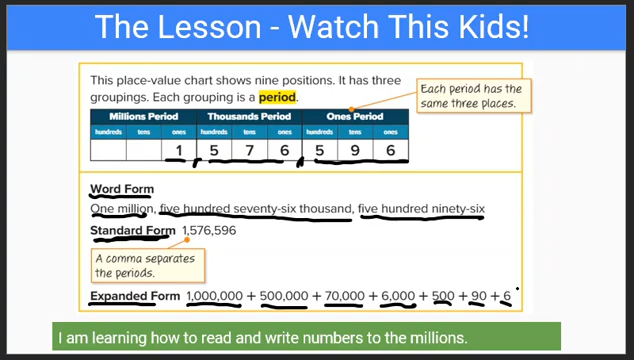 The Lesson - Watch This Kids!
This place-value chart shows nine positions. It has three
groupings. Each grouping is a period.
Each period has the
same three places.
Millions Period Thousands Period Ones Period
hundreds tens ones hundreds tens ones hundreds tens ones
1 , 5 7 6 , 5 9 6
Word Form
One million, five hundred seventy-six thousand, five hundred ninety-six
Standard Form 1,576,596
A comma separates
the periods.
Expanded Form 1,000,000 + 500,000 + 70,000 + 6,000 + 500 + 90 + 6
I am learning how to read and write numbers to the millions.